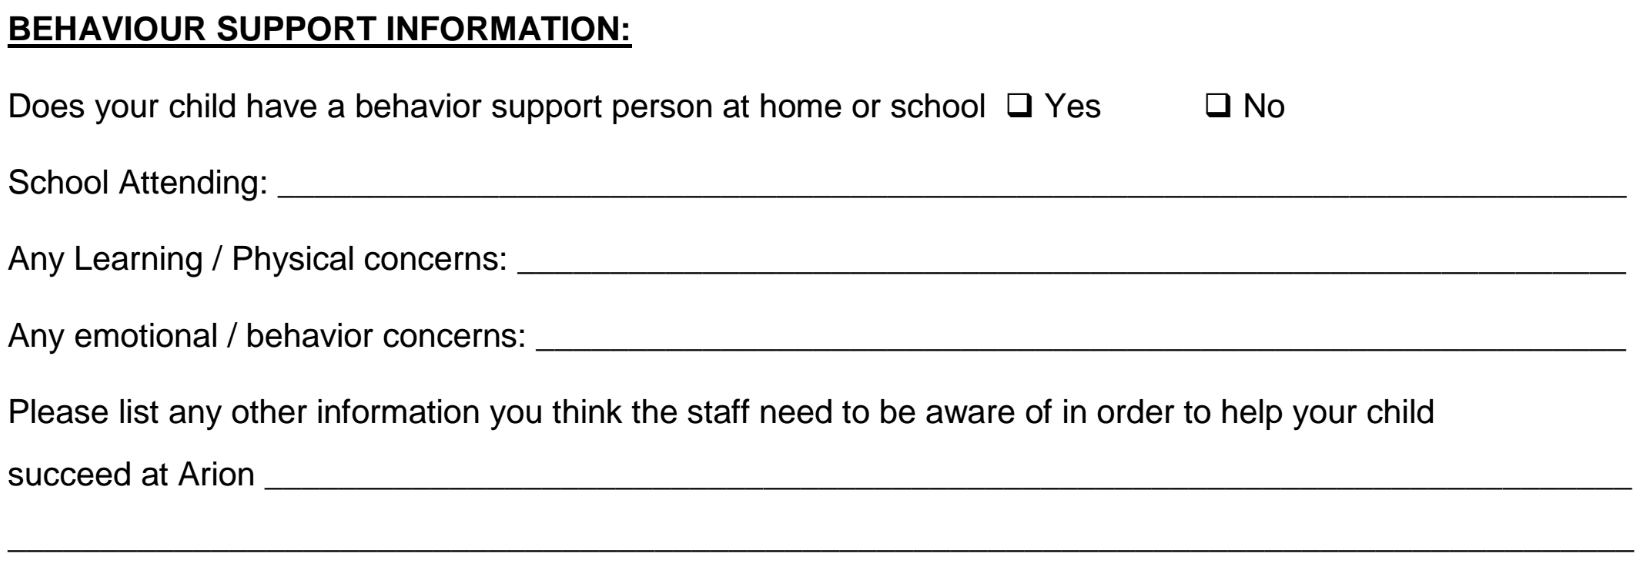 BEHAVIOUR SUPPORT INFORMATION:
Does your child have a behavior support person at home or school ❑ Yes ❑ No
School Attending: ___________________________________________________________________________
Any Learning / Physical concerns: ______________________________________________________________
Any emotional / behavior concerns: _____________________________________________________________
Please list any other information you think the staff need to be aware of in order to help your child
succeed at Arion ____________________________________________________________________________
__________________________________________________________________________________________